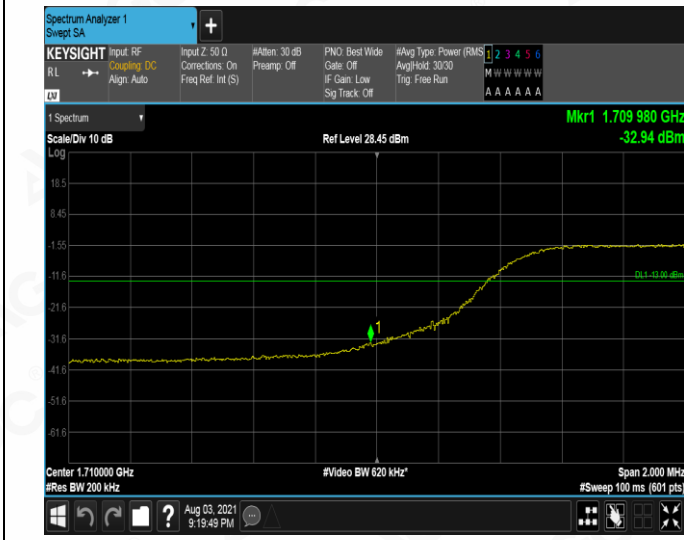 Spectrum Analyzer 1
Swept SA
+
KEYSIGHT
RL
LXI
Input: RF
Coupling: DC
Align: Auto
Input Z: 50 Ω
Corrections: On
Freq Ref: Int (S)
#Atten: 30 dB
Preamp: Off
PNO: Best Wide
Gate: Off
IF Gain: Low
Sig Track: Off
#Avg Type: Power (RMS
Avg|Hold: 30/30
Trig: Free Run
1 2 3 4 5 6
M W W W W W
A A A A A A
1 Spectrum
Mkr1 1.709 980 GHz
Scale/Div 10 dB
Ref Level 28.45 dBm
-32.94 dBm
Log
18.5
8.45
-1.55
-11.6
DL1 -13.00 dBm
-21.6
1
-31.6
-41.6
-51.6
-61.6
Center 1.710000 GHz
#Video BW 620 kHz*
Span 2.000 MHz
#Res BW 200 kHz
#Sweep 100 ms (601 pts)
?
Aug 03, 2021
9:19:49 PM